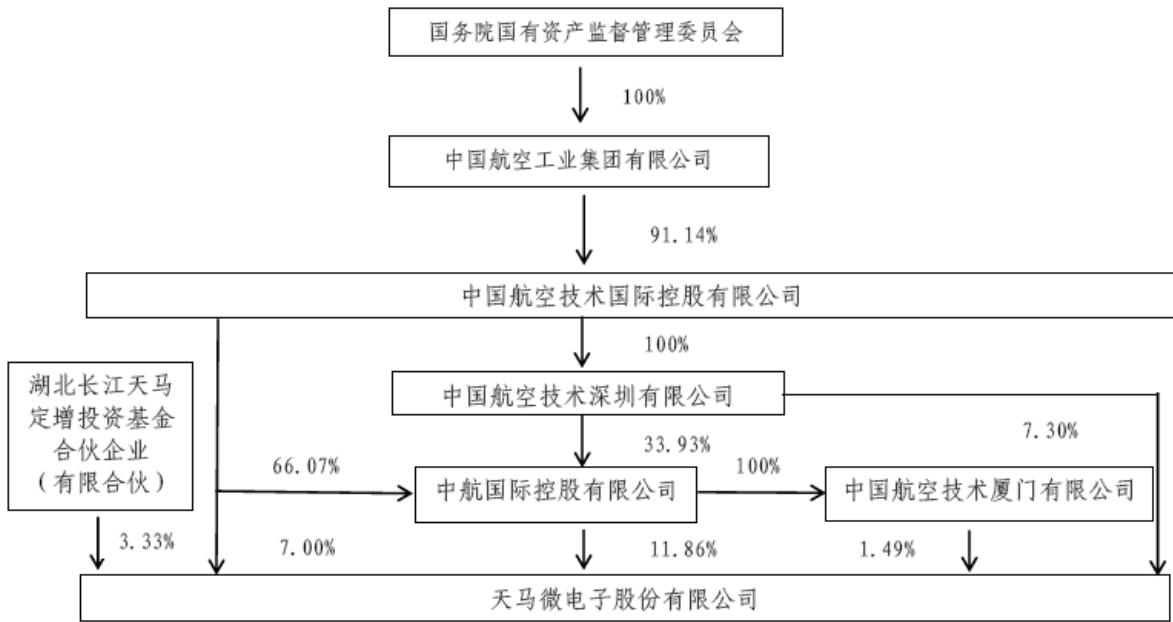 国务院国有资产监督管理委员会
100%
中国航空工业集团有限公司
91.14%
中国航空技术国际控股有限公司
100%
湖北长江天马
定增投资基金
合伙企业
（有限合伙）
中国航空技术深圳有限公司
33.93%
7.30%
66.07%
中航国际控股有限公司
100%
中国航空技术厦门有限公司
3.33%
7.00%
11.86%
1.49%
天马微电子股份有限公司